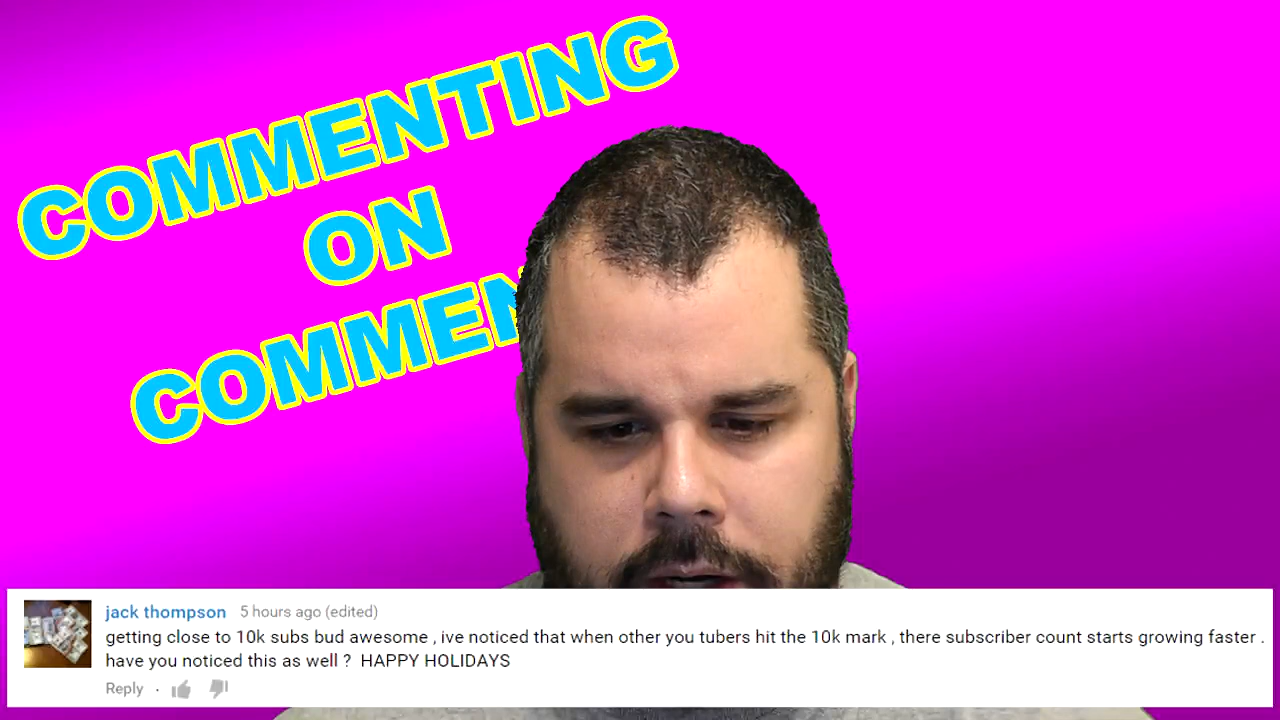 COMMENTING
ON
COMMEN
jack thompson 5 hours ago (edited)
getting close to 10k subs bud awesome , ive noticed that when other you tubers hit the 10k mark , there subscriber count starts growing faster .
have you noticed this as well ? HAPPY HOLIDAYS
Reply ·